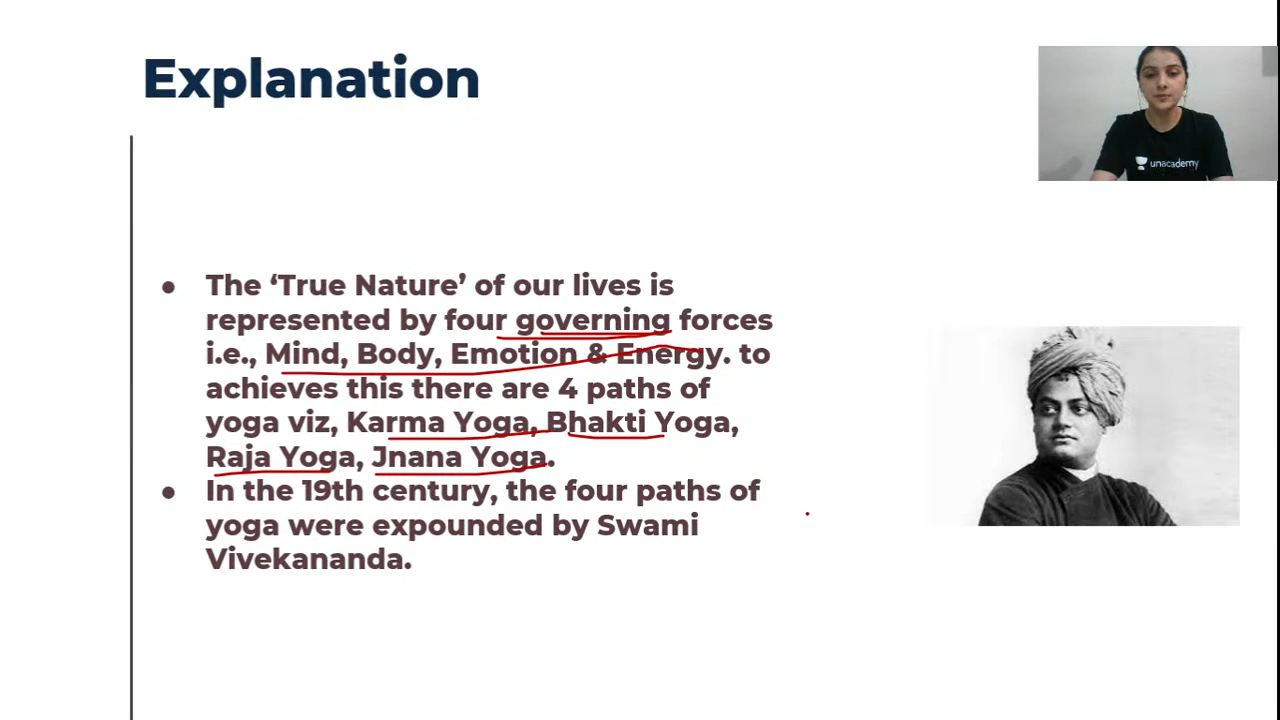 Explanation
unacademy
● The ‘True Nature’ of our lives is
represented by four governing forces
i.e., Mind, Body, Emotion & Energy. to
achieves this there are 4 paths of
yoga viz, Karma Yoga, Bhakti Yoga,
Raja Yoga, Jnana Yoga.
● In the 19th century, the four paths of
yoga were expounded by Swami
Vivekananda.